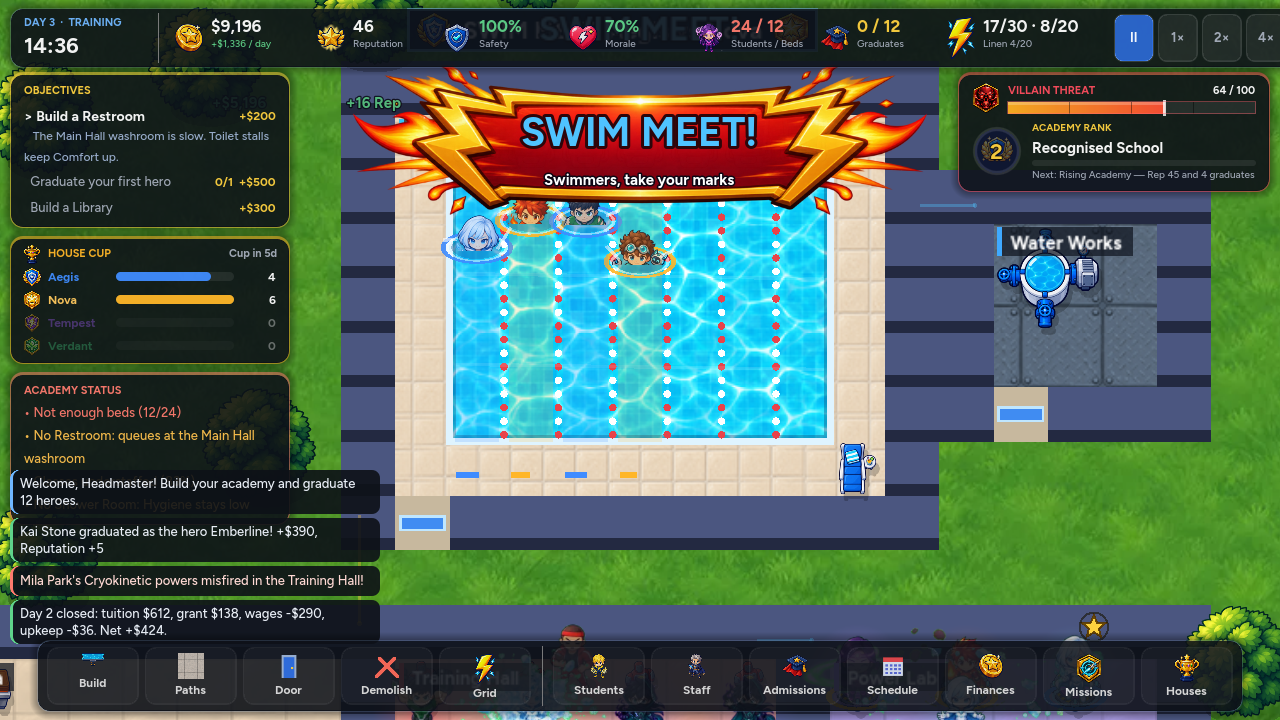 DAY 3 · TRAINING
14:36
$9,196
+$1,336 / day
46
Reputation
100%
Safety
70%
Morale
24 / 12
Students / Beds
0 / 12
Graduates
17/30 · 8/20
Linen 4/20
II
1×
2×
4×
OBJECTIVES
> Build a Restroom +$200
The Main Hall washroom is slow. Toilet stalls
keep Comfort up.
Graduate your first hero 0/1 +$500
Build a Library +$300
HOUSE CUP Cup in 5d
Aegis 4
Nova 6
Tempest 0
Verdant 0
ACADEMY STATUS
• Not enough beds (12/24)
• No Restroom: queues at the Main Hall
washroom
Welcome, Headmaster! Build your academy and graduate
12 heroes.
Kai Stone graduated as the hero Emberline! +$390,
Reputation +5
Mila Park's Cryokinetic powers misfired in the Training Hall!
Day 2 closed: tuition $612, grant $138, wages -$290,
upkeep -$36. Net +$424.
+16 Rep
SWIM MEET!
Swimmers, take your marks
VILLAIN THREAT 64 / 100
2
ACADEMY RANK
Recognised School
Next: Rising Academy — Rep 45 and 4 graduates
Water Works
Build
Paths
Door
Demolish
Grid
Students
Staff
Admissions
Schedule
Finances
Missions
Houses